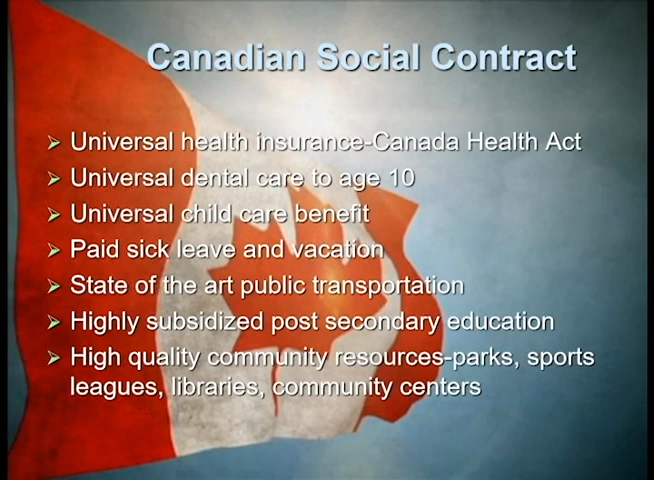 Canadian Social Contract
Universal health insurance-Canada Health Act
Universal dental care to age 10
Universal child care benefit
Paid sick leave and vacation
State of the art public transportation
Highly subsidized post secondary education
High quality community resources-parks, sports
leagues, libraries, community centers